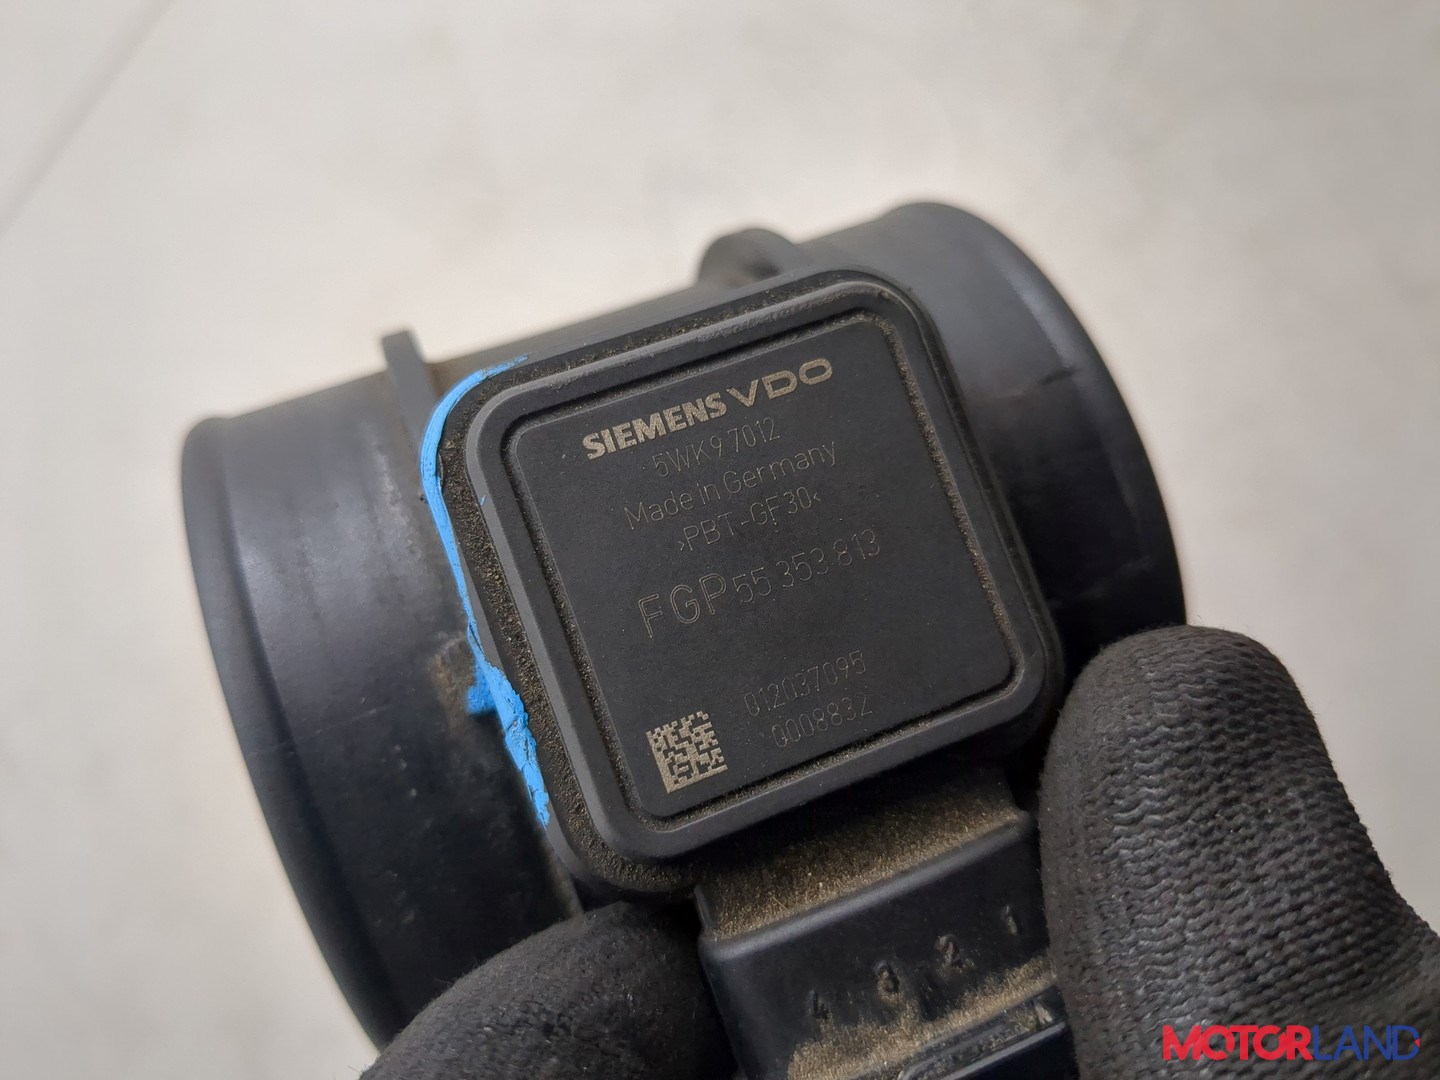 SIEMENS VDO
5WK9 7012
Made in Germany
>PBT-GF30<
FGP 55 353 813
012037095
0008832
4 3 2 1
MOTORLAND